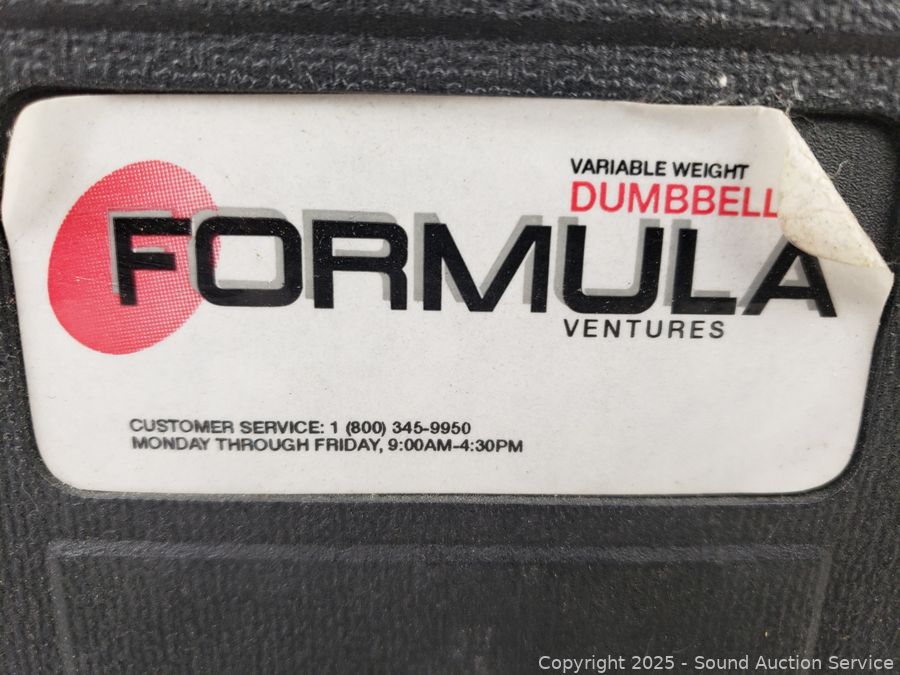 VARIABLE WEIGHT
DUMBBELL
FORMULA
VENTURES
CUSTOMER SERVICE: 1 (800) 345-9950
MONDAY THROUGH FRIDAY, 9:00AM-4:30PM
Copyright 2025 - Sound Auction Service